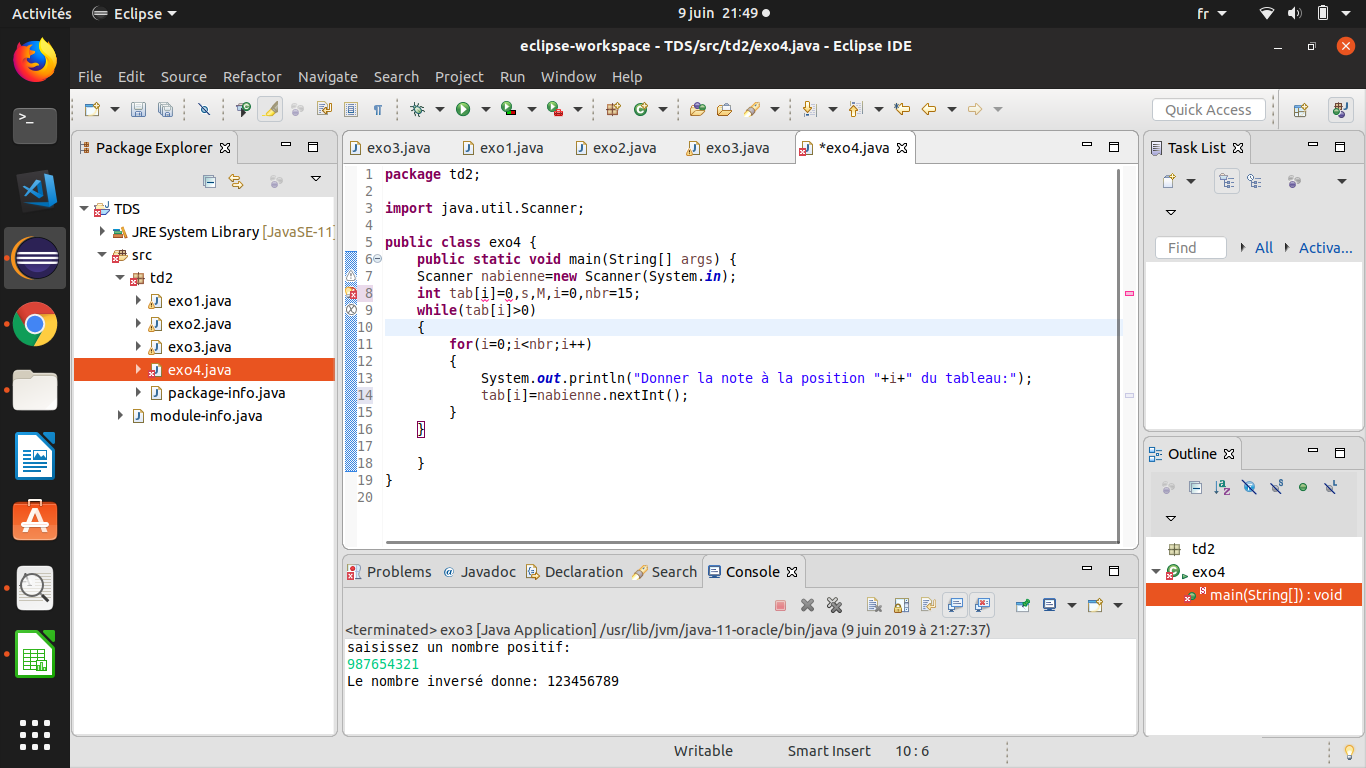 Activités Eclipse 9 juin 21:49 fr
eclipse-workspace - TDS/src/td2/exo4.java - Eclipse IDE
File Edit Source Refactor Navigate Search Project Run Window Help
Quick Access
Package Explorer
TDS
JRE System Library [JavaSE-11]
src
td2
exo1.java
exo2.java
exo3.java
exo4.java
package-info.java
module-info.java
exo3.java exo1.java exo2.java exo3.java *exo4.java
1 package td2;
2
3 import java.util.Scanner;
4
5 public class exo4 {
6 public static void main(String[] args) {
7 Scanner nabienne=new Scanner(System.in);
8 int tab[i]=0,s,M,i=0,nbr=15;
9 while(tab[i]>0)
10 {
11 for(i=0;i<nbr;i++)
12 {
13 System.out.println("Donner la note à la position "+i+" du tableau:");
14 tab[i]=nabienne.nextInt();
15 }
16 }
17
18 }
19 }
20
Task List
Find All Activa...
Outline
td2
exo4
main(String[]) : void
Problems Javadoc Declaration Search Console
<terminated> exo3 [Java Application] /usr/lib/jvm/java-11-oracle/bin/java (9 juin 2019 à 21:27:37)
saisissez un nombre positif:
987654321
Le nombre inversé donne: 123456789
Writable Smart Insert 10 : 6